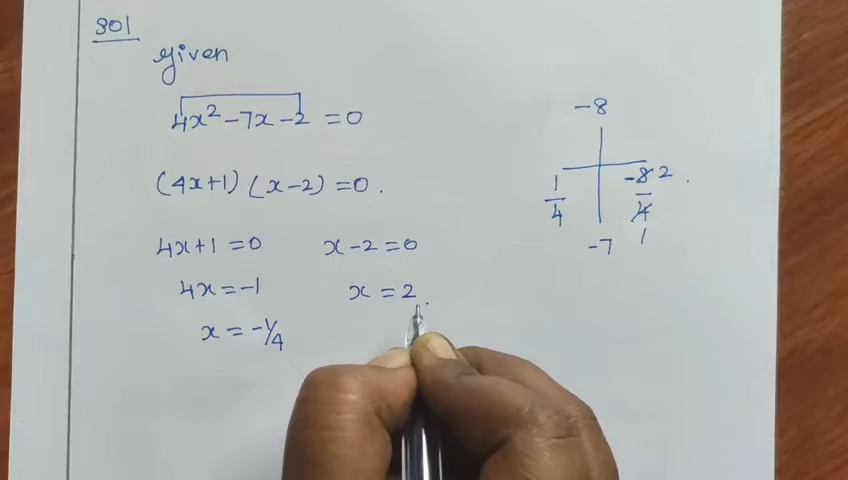 sol
given
4x² -7x -2 = 0
(4x+1) (x-2) = 0.
4x+1 = 0 x-2 = 0
4x = -1 x = 2.
x = -1/4
-8
1/4 -8/4 2
1
-7